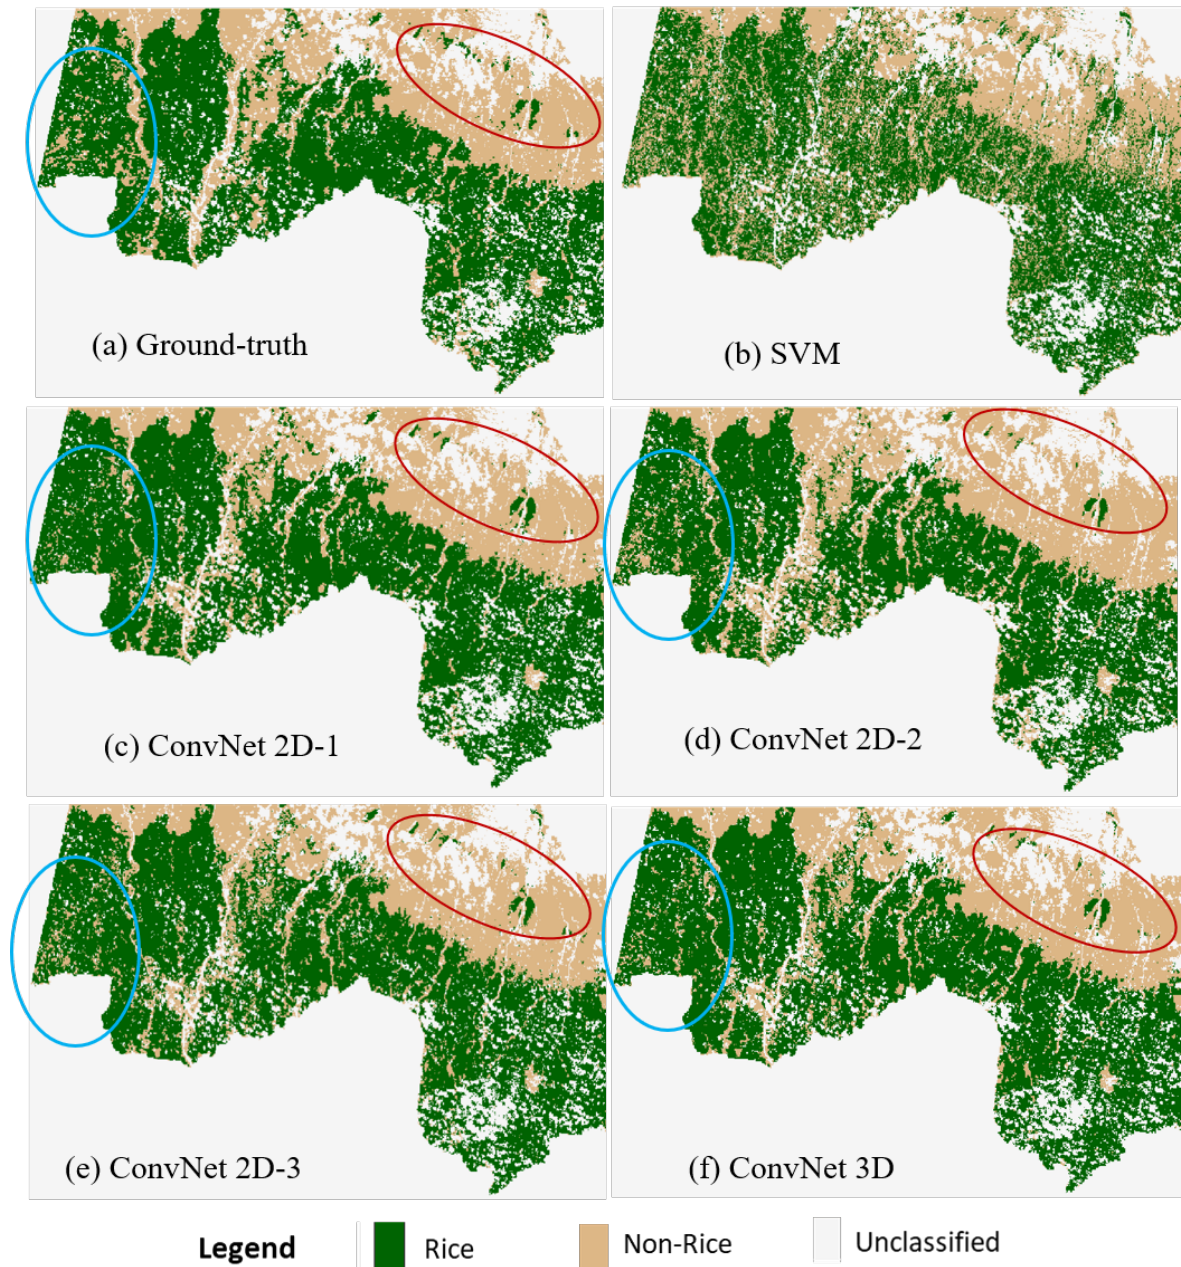 (a) Ground-truth
(b) SVM
(c) ConvNet 2D-1
(d) ConvNet 2D-2
(e) ConvNet 2D-3
(f) ConvNet 3D
Legend Rice Non-Rice Unclassified